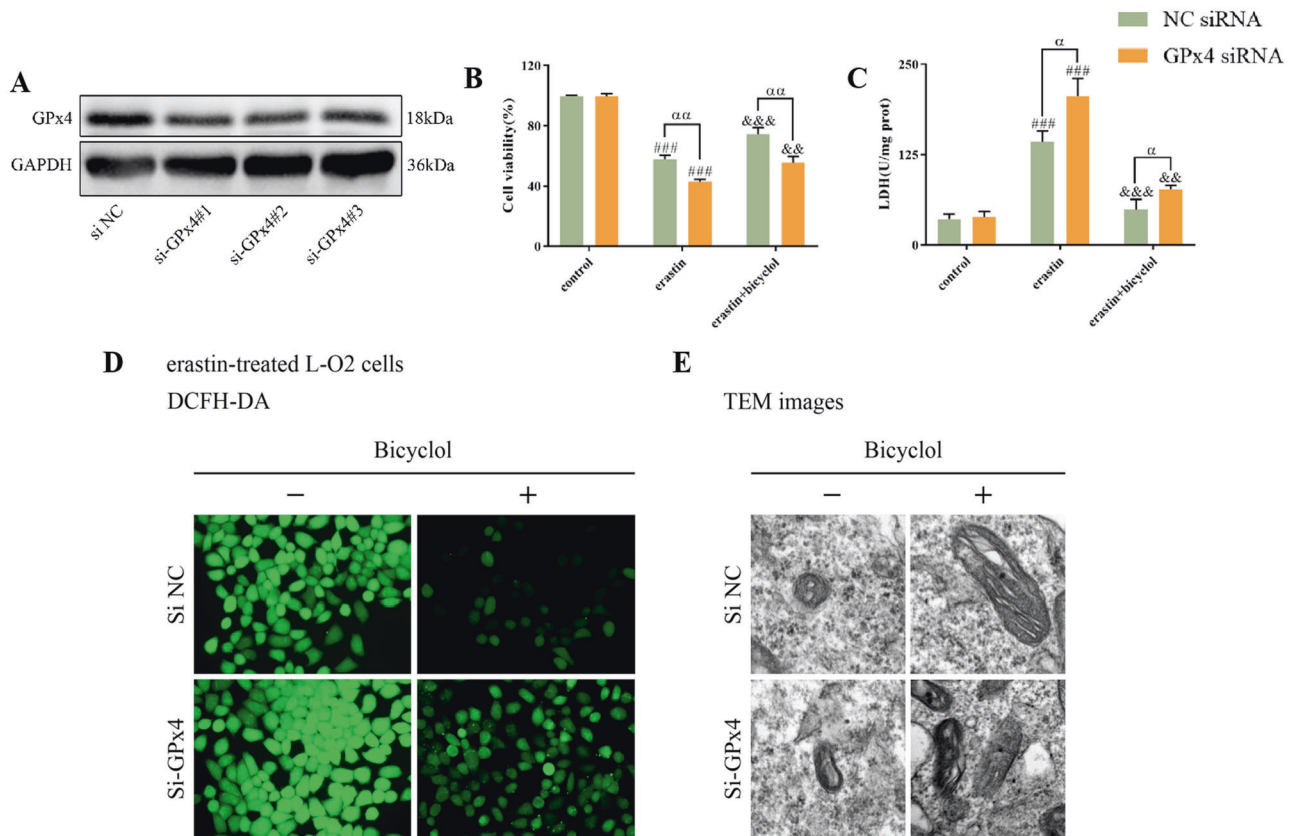 NC siRNA
GPx4 siRNA
A
GPx4
18kDa
GAPDH
36kDa
si NC
si-GPx4#1
si-GPx4#2
si-GPx4#3
B
Cell viability(%)
120
80
40
0
###
αα
###
&&&
αα
&&
control
erastin
erastin+bicyclol
C
LDH(U/mg prot)
250
125
0
###
α
###
&&&
α
&&
control
erastin
erastin+bicyclol
D
erastin-treated L-O2 cells
DCFH-DA
Bicyclol
− +
Si NC
Si-GPx4
E
TEM images
Bicyclol
− +
Si NC
Si-GPx4